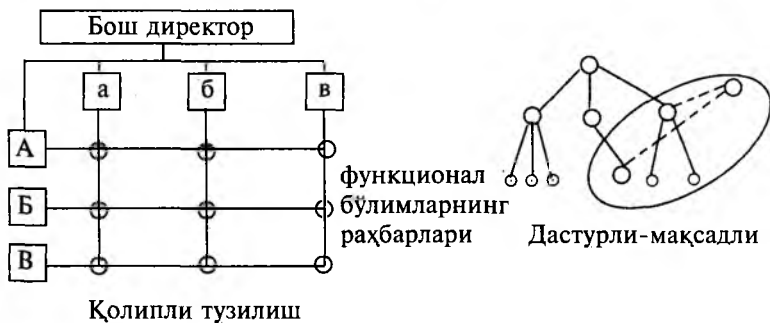 Бош директор
а б в
А
Б
В
функционал
бўлимларнинг
раҳбарлари
Дастурли-мақсадли
Қолипли тузилиш